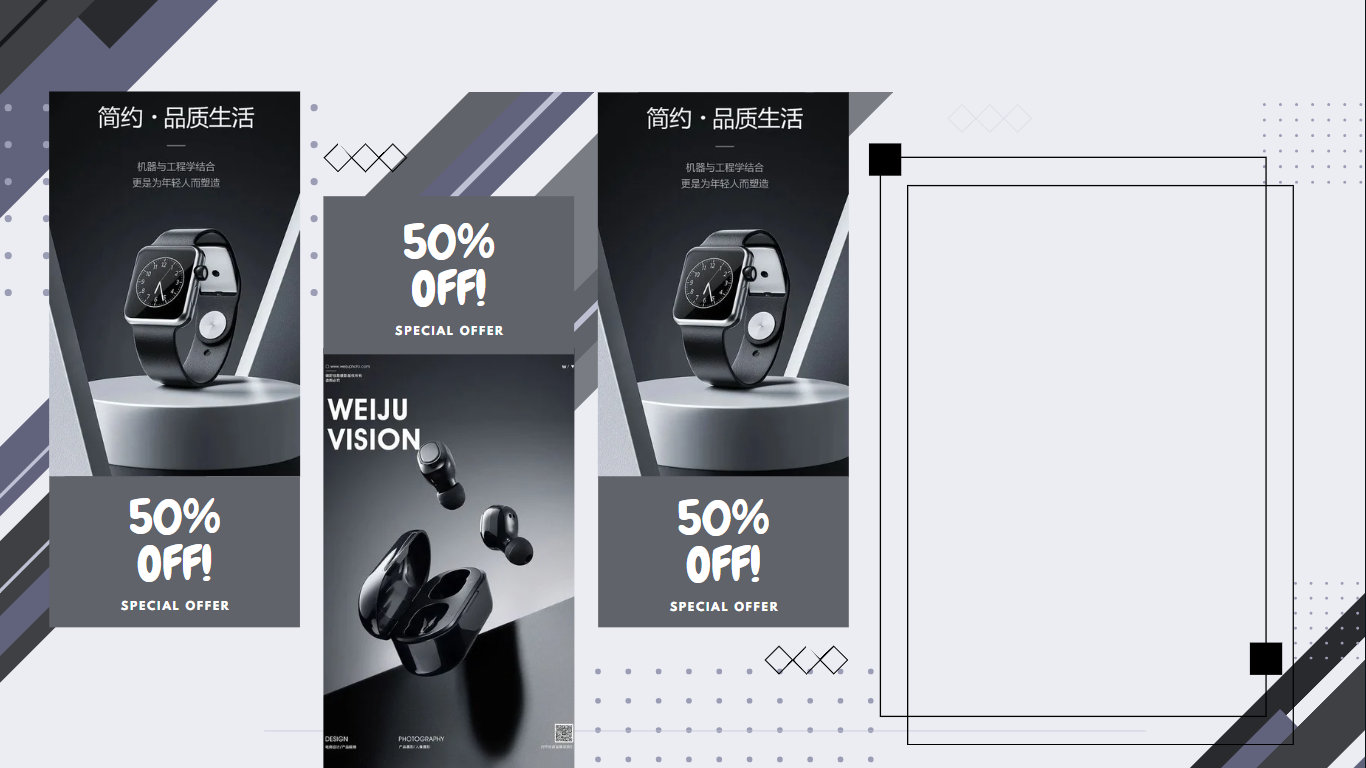 简约·品质生活
机器与工程学结合
更是为年轻人而塑造
50%
OFF!
SPECIAL OFFER
50%
OFF!
SPECIAL OFFER
www.weijuphoto.com
WEIJU
VISION
DESIGN
PHOTOGRAPHY
简约·品质生活
机器与工程学结合
更是为年轻人而塑造
50%
OFF!
SPECIAL OFFER